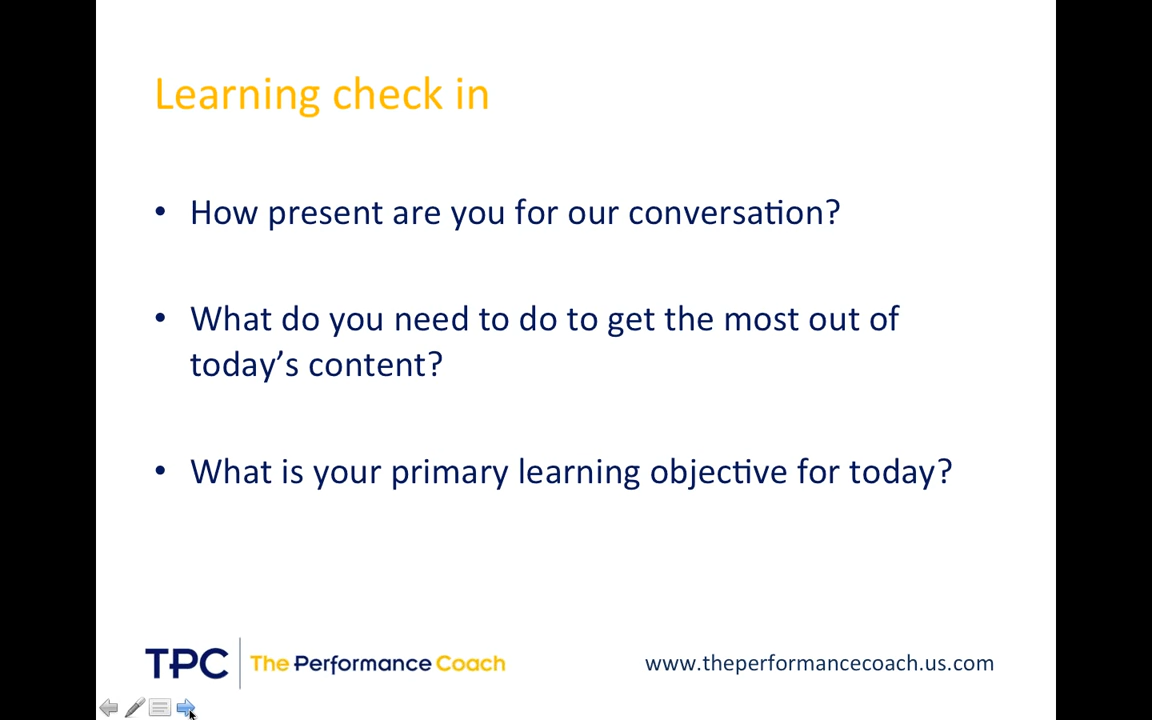 Learning check in
• How present are you for our conversation?
• What do you need to do to get the most out of
today’s content?
• What is your primary learning objective for today?
TPC The Performance Coach
www.theperformancecoach.us.com